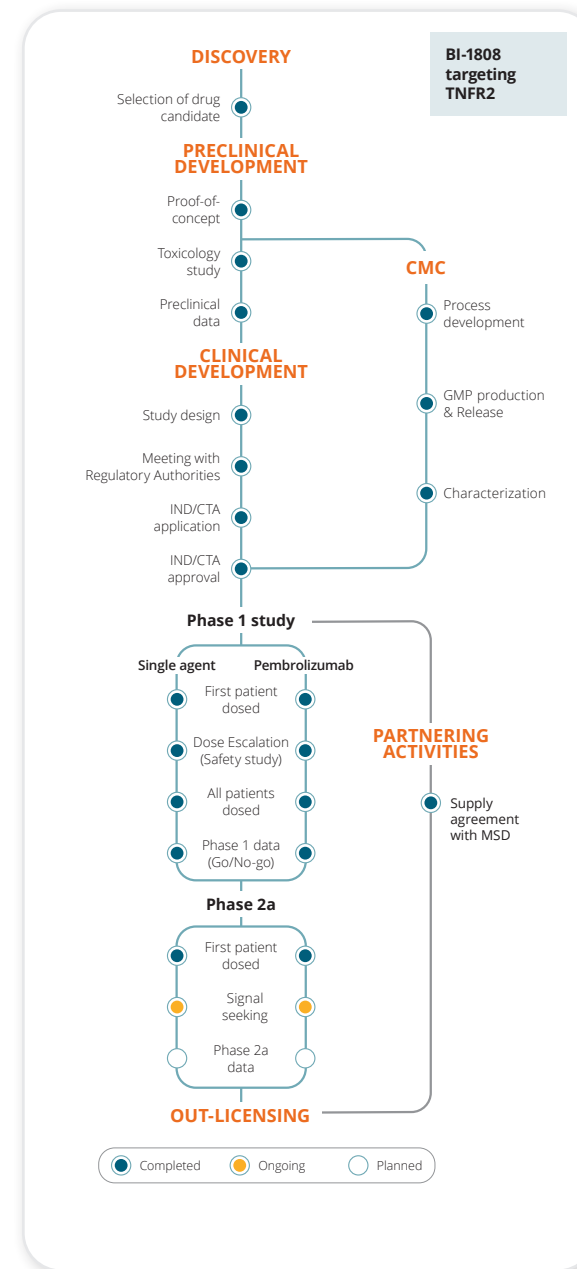 BI-1808
targeting
TNFR2
DISCOVERY
Selection of drug
candidate
PRECLINICAL
DEVELOPMENT
Proof-of-
concept
Toxicology
study
Preclinical
data
CMC
Process
development
GMP production
& Release
Characterization
CLINICAL
DEVELOPMENT
Study design
Meeting with
Regulatory Authorities
IND/CTA
application
IND/CTA
approval
Phase 1 study
Single agent
Pembrolizumab
First patient
dosed
Dose Escalation
(Safety study)
All patients
dosed
Phase 1 data
(Go/No-go)
PARTNERING
ACTIVITIES
Supply
agreement
with MSD
Phase 2a
First patient
dosed
Signal
seeking
Phase 2a
data
OUT-LICENSING
Completed
Ongoing
Planned